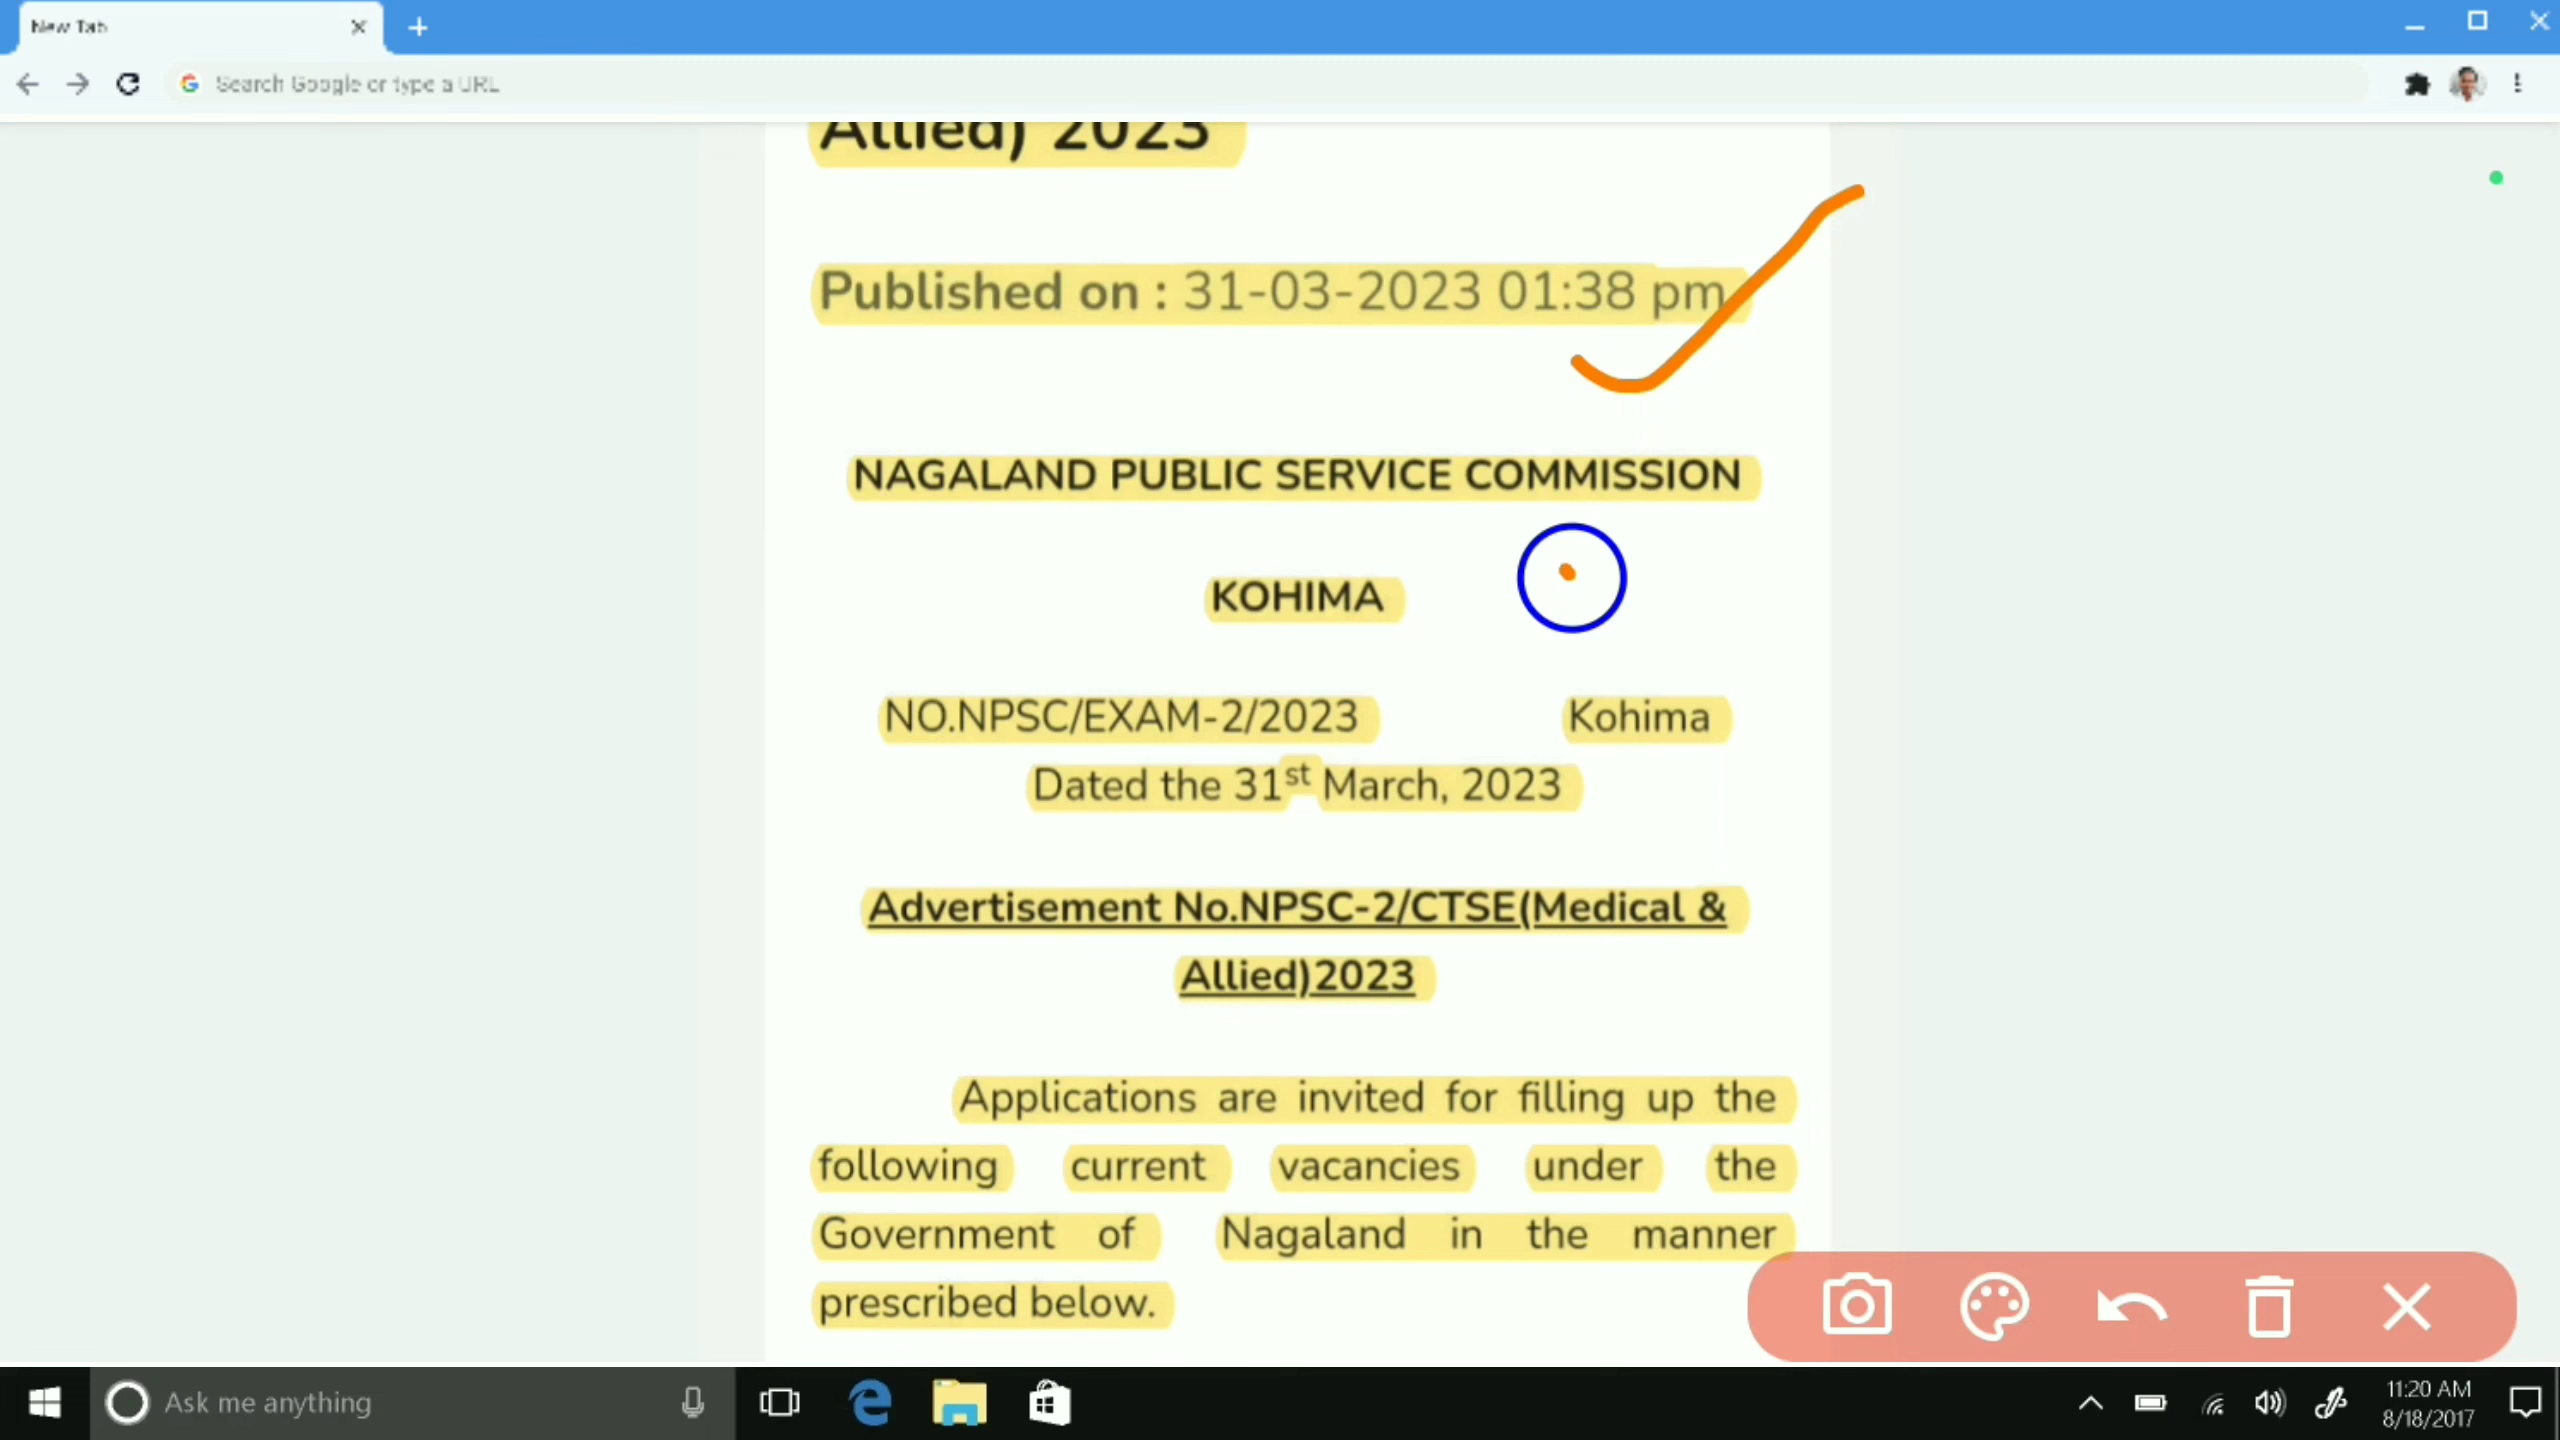 New Tab
Search Google or type a URL
Allied) 2023
Published on : 31-03-2023 01:38 pm
NAGALAND PUBLIC SERVICE COMMISSION
KOHIMA
NO.NPSC/EXAM-2/2023 Kohima
Dated the 31st March, 2023
Advertisement No.NPSC-2/CTSE(Medical &
Allied)2023
Applications are invited for filling up the
following current vacancies under the
Government of Nagaland in the manner
prescribed below.
Ask me anything
11:20 AM
8/18/2017